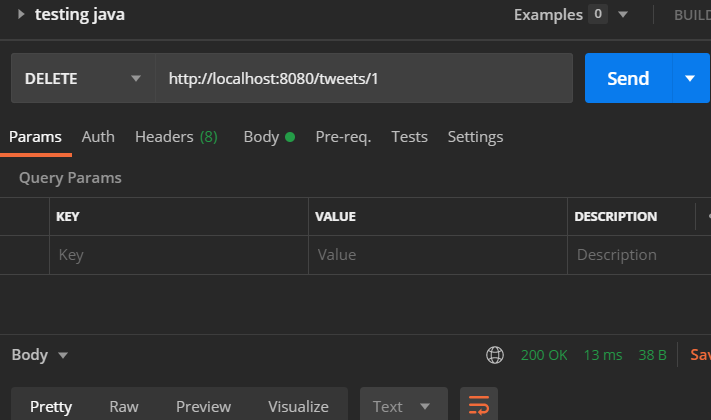 testing java Examples 0 BUILD
DELETE http://localhost:8080/tweets/1 Send
Params Auth Headers (8) Body Pre-req. Tests Settings
Query Params
KEY VALUE DESCRIPTION
Key Value Description
Body 200 OK 13 ms 38 B Sav
Pretty Raw Preview Visualize Text